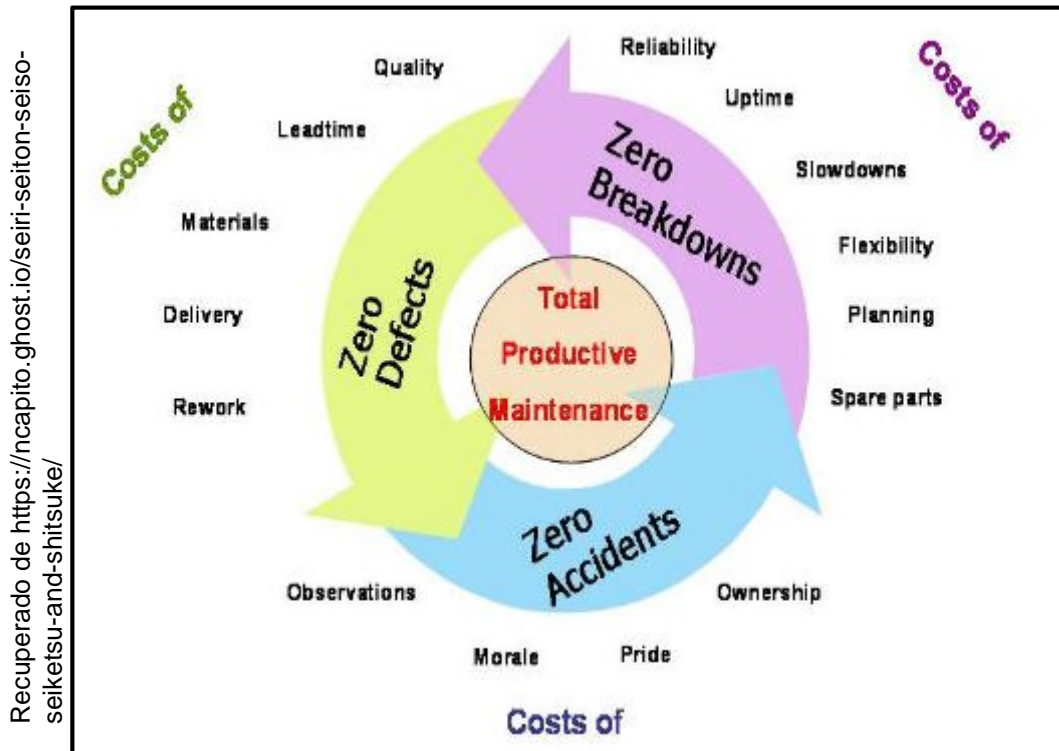 Recuperado de https://ncapito.ghost.io/seiri-seiton-seiso-
seiketsu-and-shitsuke/
Costs of
Quality
Leadtime
Materials
Delivery
Rework
Zero
Defects
Costs of
Reliability
Uptime
Slowdowns
Flexibility
Planning
Spare parts
Zero
Breakdowns
Total
Productive
Maintenance
Zero
Accidents
Observations
Morale
Pride
Ownership
Costs of